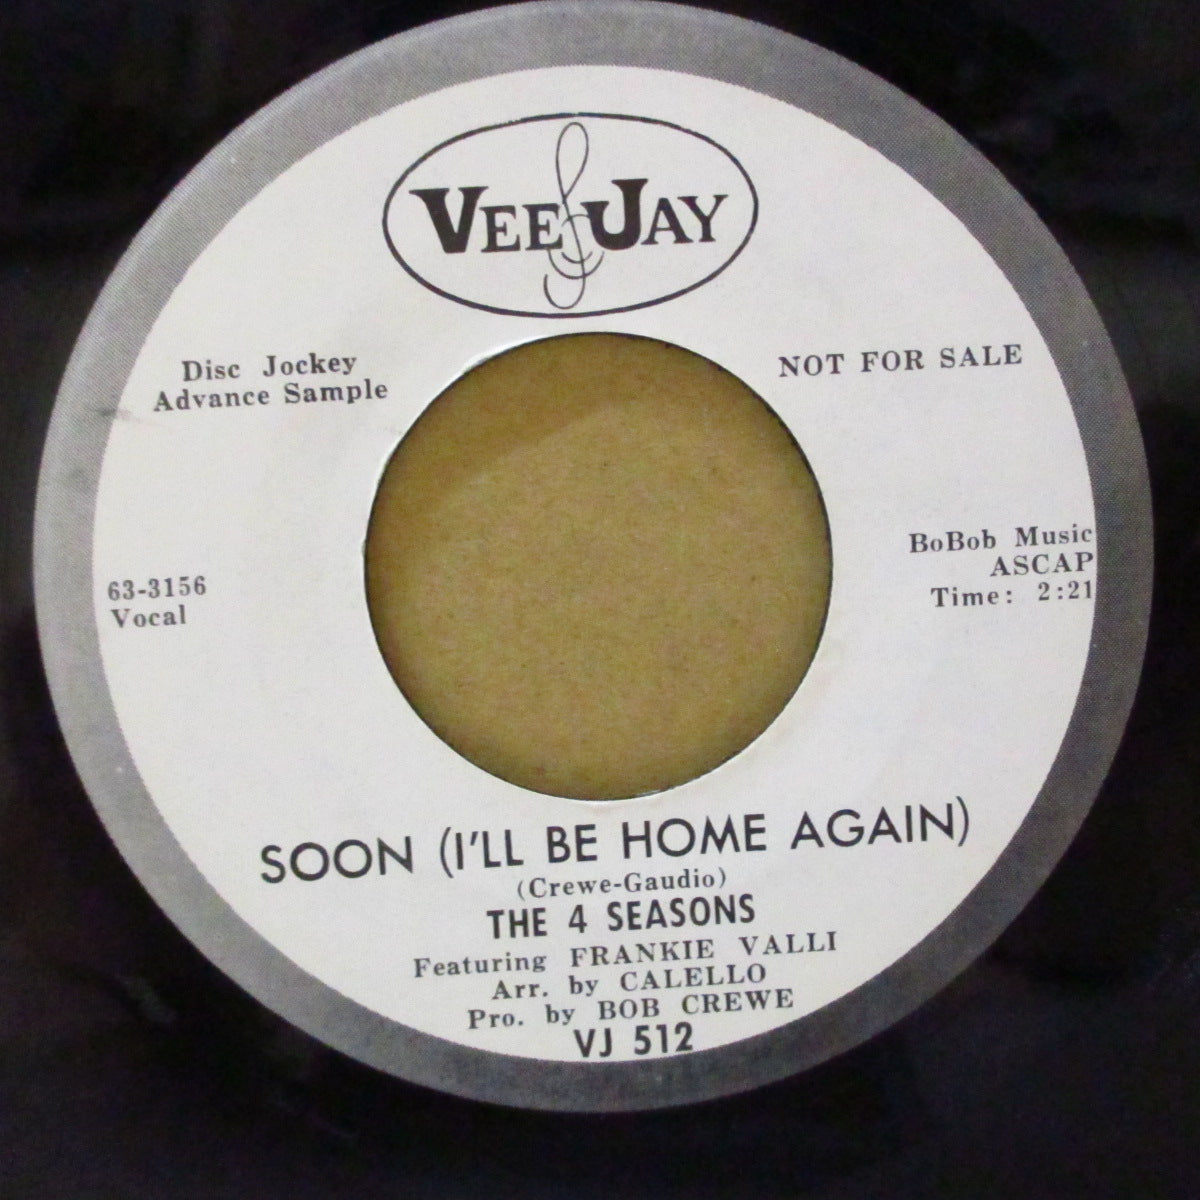 VEE JAY
Disc Jockey
Advance Sample
NOT FOR SALE
63-3156
Vocal
BoBob Music
ASCAP
Time: 2:21
SOON (I'LL BE HOME AGAIN)
(Crewe-Gaudio)
THE 4 SEASONS
Featuring FRANKIE VALLI
Arr. by CALELLO
Pro. by BOB CREWE
VJ 512